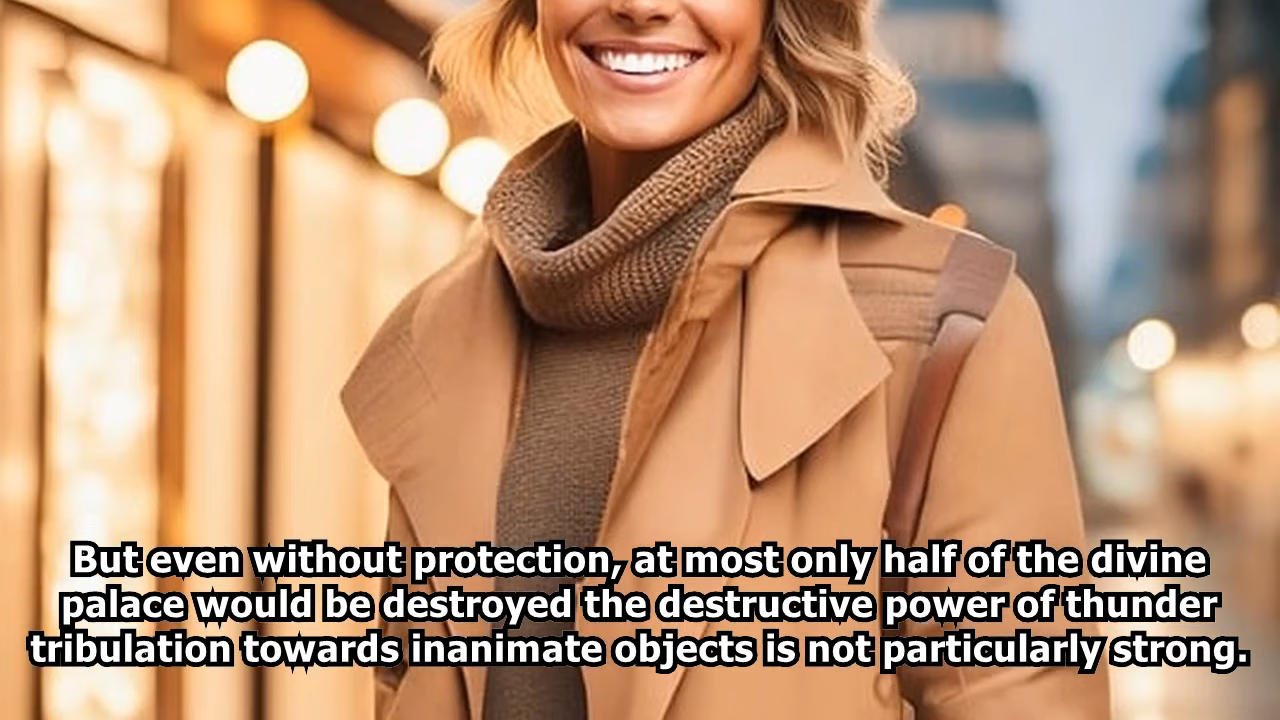 But even without protection, at most only half of the divine
palace would be destroyed the destructive power of thunder
tribulation towards inanimate objects is not particularly strong.